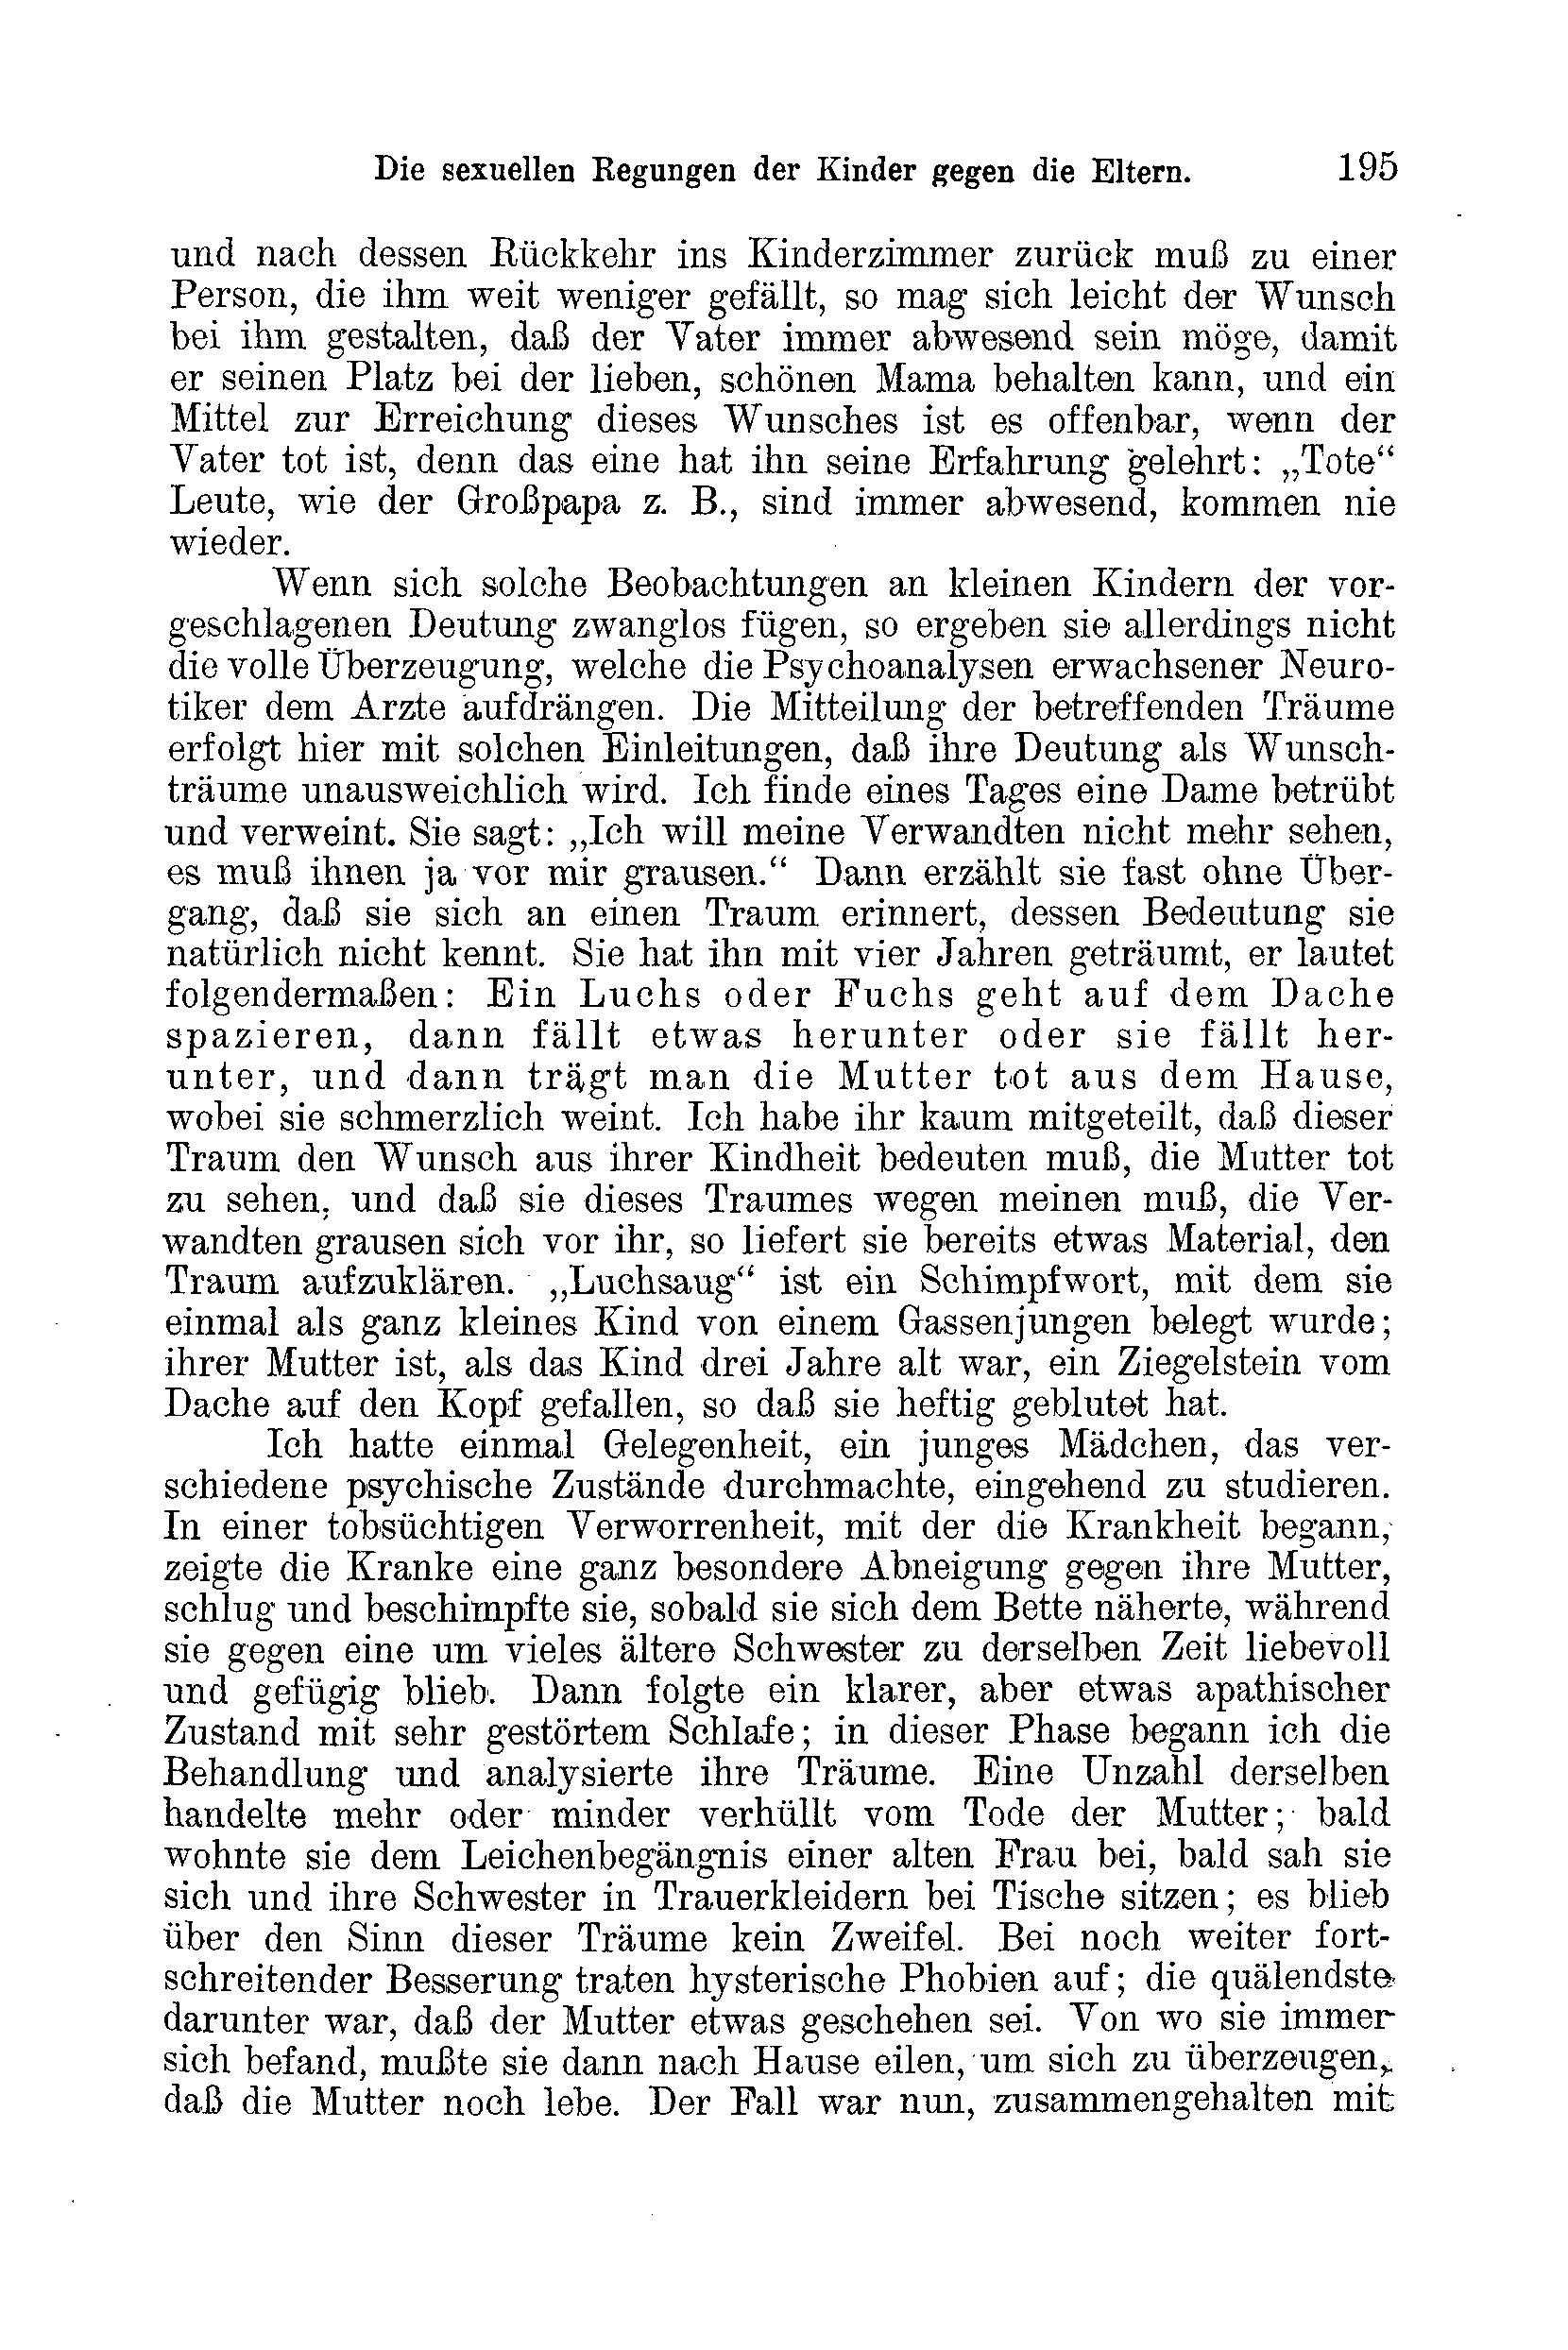 Die sexuellen Regungen der Kinder gegen die Eltern. 195
und nach dessen Rückkehr ins Kinderzimmer zurück muß zu einer
Person, die ihm weit weniger gefällt, so mag sich leicht der Wunsch
bei ihm gestalten, daß der Vater immer abwesend sein möge, damit
er seinen Platz bei der lieben, schönen Mama behalten kann, und ein
Mittel zur Erreichung dieses Wunsches ist es offenbar, wenn der
Vater tot ist, denn das eine hat ihn seine Erfahrung gelehrt: „Tote“
Leute, wie der Großpapa z. B., sind immer abwesend, kommen nie
wieder.
Wenn sich solche Beobachtungen an kleinen Kindern der vor-
geschlagenen Deutung zwanglos fügen, so ergeben sie allerdings nicht
die volle Überzeugung, welche die Psychoanalysen erwachsener Neuro-
tiker dem Arzte aufdrängen. Die Mitteilung der betreffenden Träume
erfolgt hier mit solchen Einleitungen, daß ihre Deutung als Wunsch-
träume unausweichlich wird. Ich finde eines Tages eine Dame betrübt
und verweint. Sie sagt: „Ich will meine Verwandten nicht mehr sehen,
es muß ihnen ja vor mir grausen.“ Dann erzählt sie fast ohne Über-
gang, daß sie sich an einen Traum erinnert, dessen Bedeutung sie
natürlich nicht kennt. Sie hat ihn mit vier Jahren geträumt, er lautet
folgendermaßen: Ein Luchs oder Fuchs geht auf dem Dache
spazieren, dann fällt etwas herunter oder sie fällt her-
unter, und dann trägt man die Mutter tot aus dem Hause,
wobei sie schmerzlich weint. Ich habe ihr kaum mitgeteilt, daß dieser
Traum den Wunsch aus ihrer Kindheit bedeuten muß, die Mutter tot
zu sehen, und daß sie dieses Traumes wegen meinen muß, die Ver-
wandten grausen sich vor ihr, so liefert sie bereits etwas Material, den
Traum aufzuklären. „Luchsaug“ ist ein Schimpfwort, mit dem sie
einmal als ganz kleines Kind von einem Gassenjungen belegt wurde;
ihrer Mutter ist, als das Kind drei Jahre alt war, ein Ziegelstein vom
Dache auf den Kopf gefallen, so daß sie heftig geblutet hat.
Ich hatte einmal Gelegenheit, ein junges Mädchen, das ver-
schiedene psychische Zustände durchmachte, eingehend zu studieren.
In einer tobsüchtigen Verworrenheit, mit der die Krankheit begann,
zeigte die Kranke eine ganz besondere Abneigung gegen ihre Mutter,
schlug und beschimpfte sie, sobald sie sich dem Bette näherte, während
sie gegen eine um vieles ältere Schwester zu derselben Zeit liebevoll
und gefügig blieb. Dann folgte ein klarer, aber etwas apathischer
Zustand mit sehr gestörtem Schlafe; in dieser Phase begann ich die
Behandlung und analysierte ihre Träume. Eine Unzahl derselben
handelte mehr oder minder verhüllt vom Tode der Mutter; bald
wohnte sie dem Leichenbegängnis einer alten Frau bei, bald sah sie
sich und ihre Schwester in Trauerkleidern bei Tische sitzen; es blieb
über den Sinn dieser Träume kein Zweifel. Bei noch weiter fort-
schreitender Besserung traten hysterische Phobien auf; die quälendste
darunter war, daß der Mutter etwas geschehen sei. Von wo sie immer
sich befand, mußte sie dann nach Hause eilen, um sich zu überzeugen,
daß die Mutter noch lebe. Der Fall war nun, zusammengehalten mit